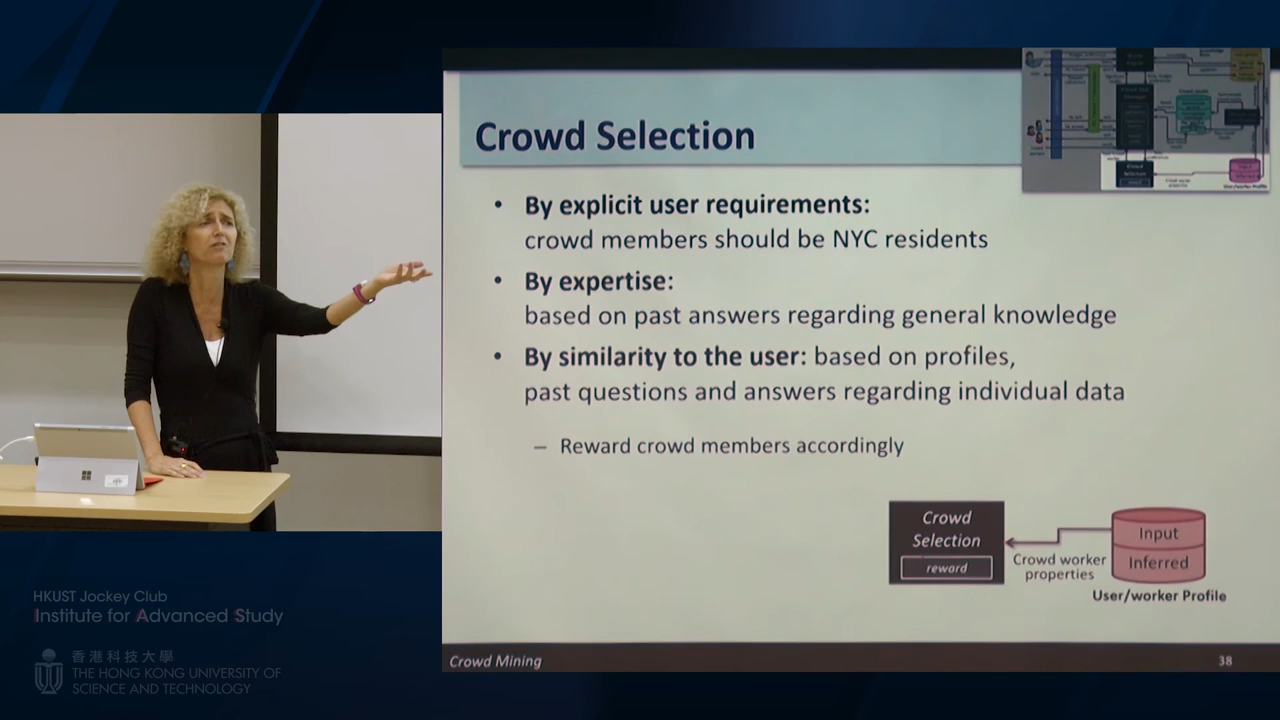 Crowd Selection
• By explicit user requirements:
crowd members should be NYC residents
• By expertise:
based on past answers regarding general knowledge
• By similarity to the user: based on profiles,
past questions and answers regarding individual data
– Reward crowd members accordingly
Crowd
Selection
reward
Crowd worker
properties
Input
Inferred
User/worker Profile
Crowd Mining
38
HKUST Jockey Club
Institute for Advanced Study
香港科技大學
THE HONG KONG UNIVERSITY OF
SCIENCE AND TECHNOLOGY